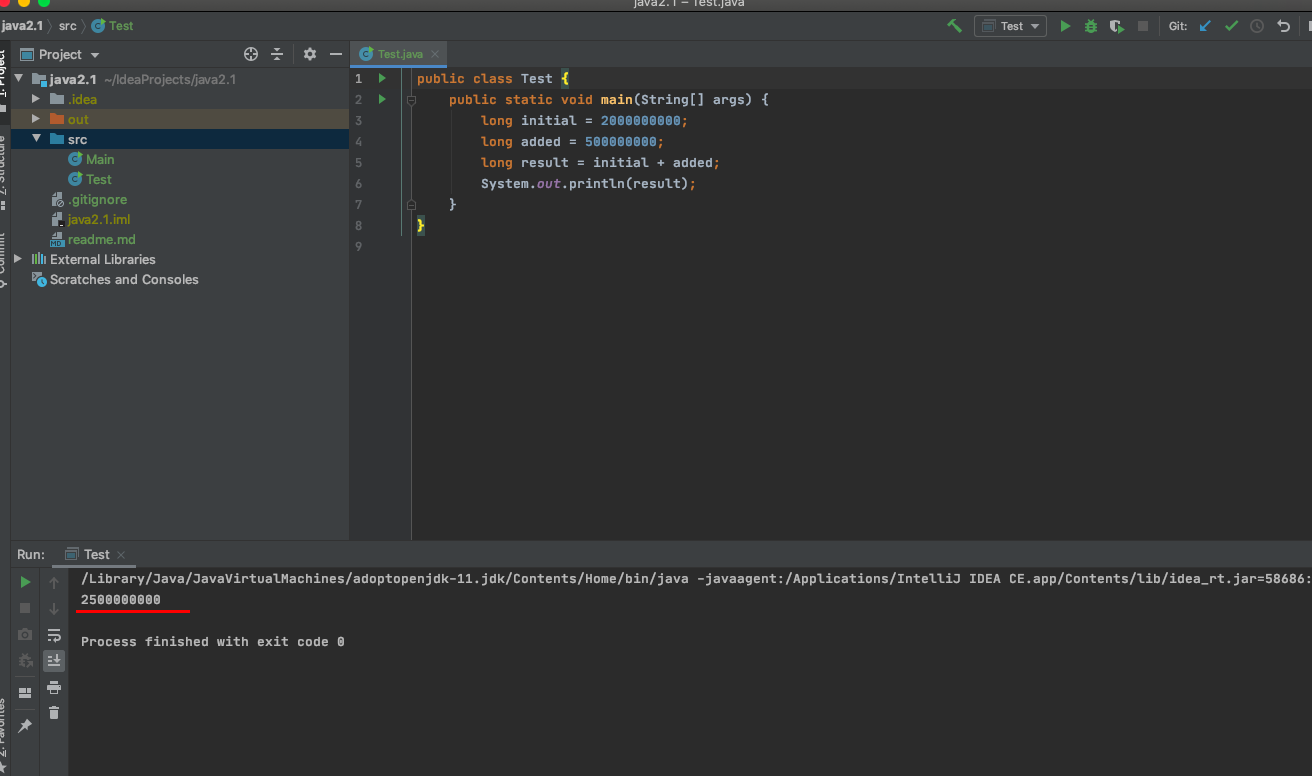 java2.1 – Test.java
java2.1 src Test
Test
Git:
1: Project
Project
Test.java
java2.1 ~/IdeaProjects/java2.1
.idea
out
src
Main
Test
.gitignore
java2.1.iml
readme.md
External Libraries
Scratches and Consoles
Z: Structure
Commit
1 public class Test {
2 public static void main(String[] args) {
3 long initial = 2000000000;
4 long added = 500000000;
5 long result = initial + added;
6 System.out.println(result);
7 }
8 }
9
Run: Test
/Library/Java/JavaVirtualMachines/adoptopenjdk-11.jdk/Contents/Home/bin/java -javaagent:/Applications/IntelliJ IDEA CE.app/Contents/lib/idea_rt.jar=58686:
2500000000
Process finished with exit code 0
2: Favorites